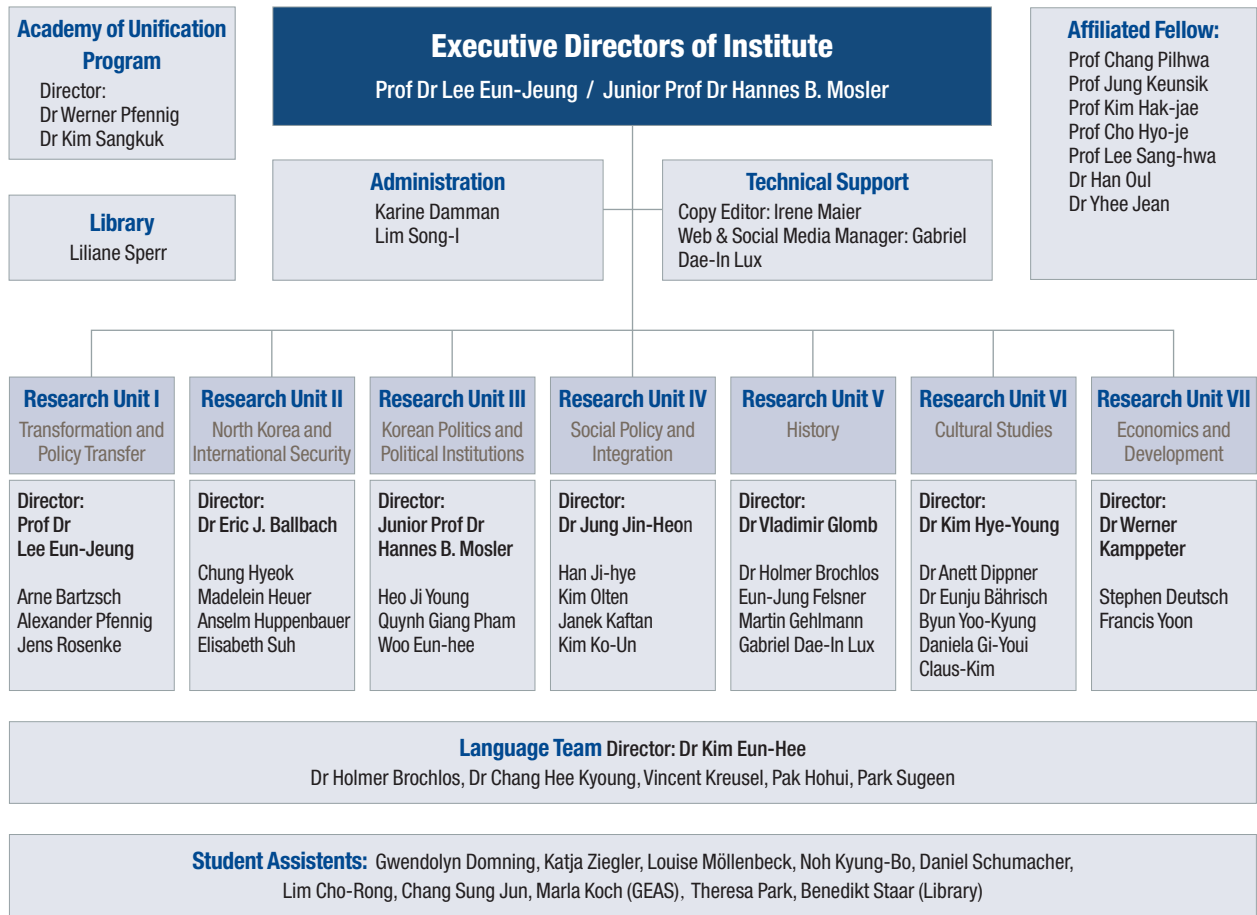 Academy of Unification
Program
Director:
Dr Werner Pfennig
Dr Kim Sangkuk
Executive Directors of Institute
Prof Dr Lee Eun-Jeung / Junior Prof Dr Hannes B. Mosler
Affiliated Fellow:
Prof Chang Pilhwa
Prof Jung Keunsik
Prof Kim Hak-jae
Prof Cho Hyo-je
Prof Lee Sang-hwa
Dr Han Oul
Dr Yhee Jean
Library
Liliane Sperr
Administration
Karine Damman
Lim Song-I
Technical Support
Copy Editor: Irene Maier
Web & Social Media Manager: Gabriel
Dae-In Lux
Research Unit I
Transformation and
Policy Transfer
Director:
Prof Dr
Lee Eun-Jeung
Arne Bartzsch
Alexander Pfennig
Jens Rosenke
Research Unit II
North Korea and
International Security
Director:
Dr Eric J. Ballbach
Chung Hyeok
Madelein Heuer
Anselm Huppenbauer
Elisabeth Suh
Research Unit III
Korean Politics and
Political Institutions
Director:
Junior Prof Dr
Hannes B. Mosler
Heo Ji Young
Quynh Giang Pham
Woo Eun-hee
Research Unit IV
Social Policy and
Integration
Director:
Dr Jung Jin-Heon
Han Ji-hye
Kim Olten
Janek Kaftan
Kim Ko-Un
Research Unit V
History
Director:
Dr Vladimir Glomb
Dr Holmer Brochlos
Eun-Jung Felsner
Martin Gehlmann
Gabriel Dae-In Lux
Research Unit VI
Cultural Studies
Director:
Dr Kim Hye-Young
Dr Anett Dippner
Dr Eunju Bährisch
Byun Yoo-Kyung
Daniela Gi-Youi
Claus-Kim
Research Unit VII
Economics and
Development
Director:
Dr Werner
Kamppeter
Stephen Deutsch
Francis Yoon
Language Team Director: Dr Kim Eun-Hee
Dr Holmer Brochlos, Dr Chang Hee Kyoung, Vincent Kreusel, Pak Hohui, Park Sugeen
Student Assistents: Gwendolyn Domning, Katja Ziegler, Louise Möllenbeck, Noh Kyung-Bo, Daniel Schumacher,
Lim Cho-Rong, Chang Sung Jun, Marla Koch (GEAS), Theresa Park, Benedikt Staar (Library)